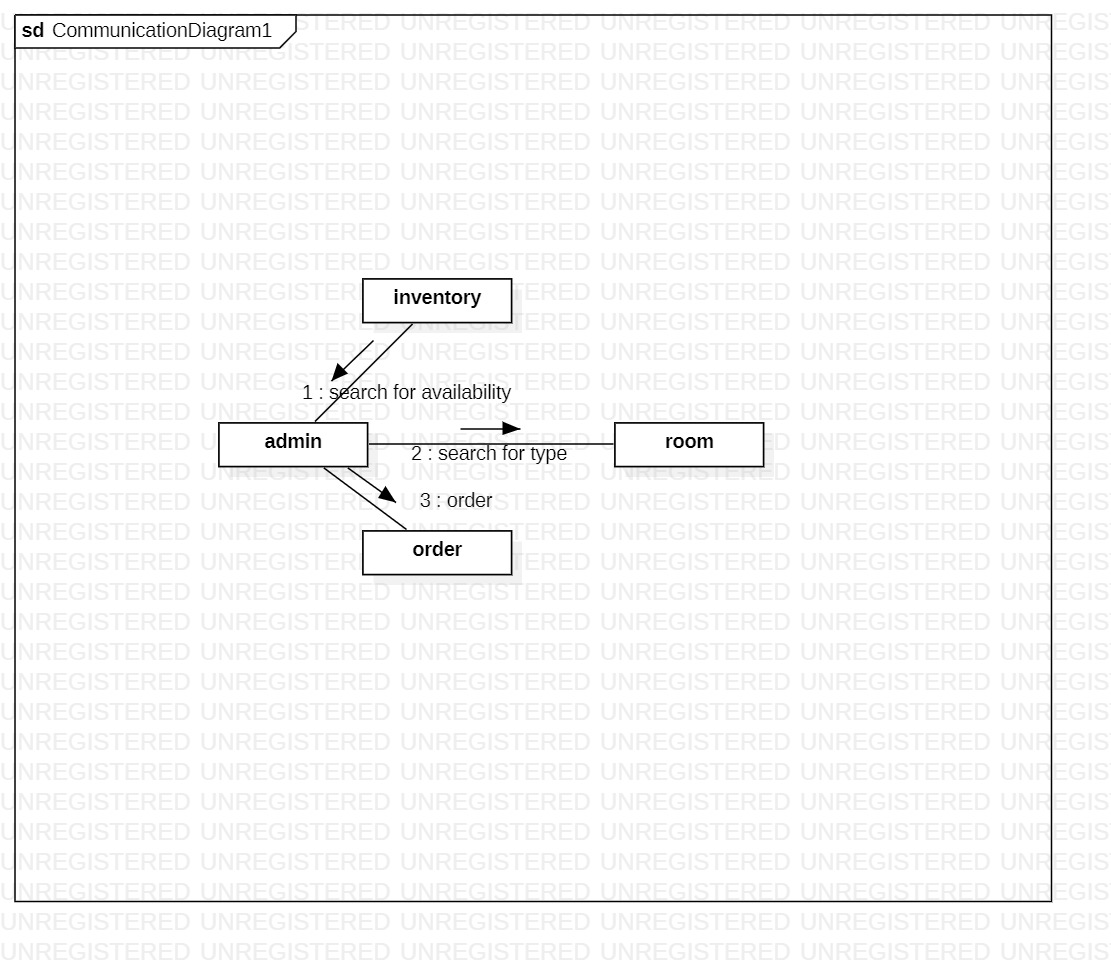 sd CommunicationDiagram1
inventory
1 : search for availability
admin
room
2 : search for type
3 : order
order
UNREGISTERED UNREGISTERED UNREGISTERED UNREGISTERED UNREGISTERED UNREGIS